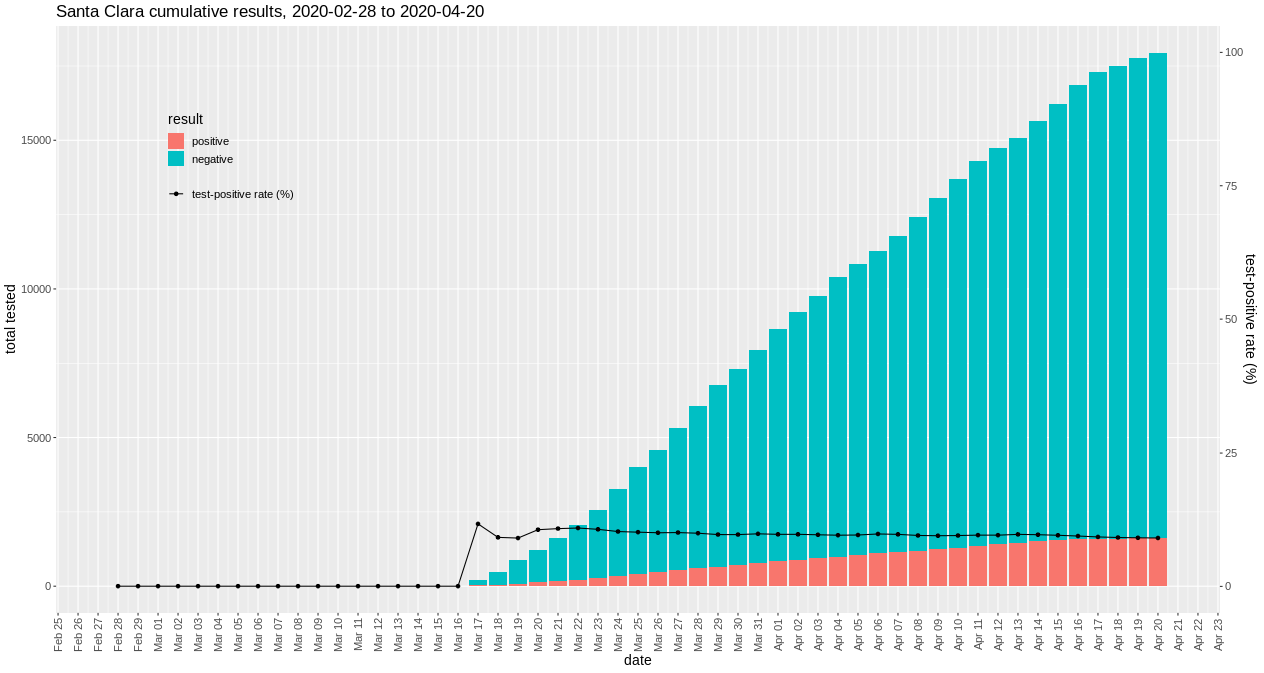 Santa Clara cumulative results, 2020-02-28 to 2020-04-20
result
positive
negative
test-positive rate (%)
total tested
15000
10000
5000
0
100
75
50
25
0
test-positive rate (%)
Feb 25
Feb 26
Feb 27
Feb 28
Feb 29
Mar 01
Mar 02
Mar 03
Mar 04
Mar 05
Mar 06
Mar 07
Mar 08
Mar 09
Mar 10
Mar 11
Mar 12
Mar 13
Mar 14
Mar 15
Mar 16
Mar 17
Mar 18
Mar 19
Mar 20
Mar 21
Mar 22
Mar 23
Mar 24
Mar 25
Mar 26
Mar 27
Mar 28
Mar 29
Mar 30
Mar 31
Apr 01
Apr 02
Apr 03
Apr 04
Apr 05
Apr 06
Apr 07
Apr 08
Apr 09
Apr 10
Apr 11
Apr 12
Apr 13
Apr 14
Apr 15
Apr 16
Apr 17
Apr 18
Apr 19
Apr 20
Apr 21
Apr 22
Apr 23
date